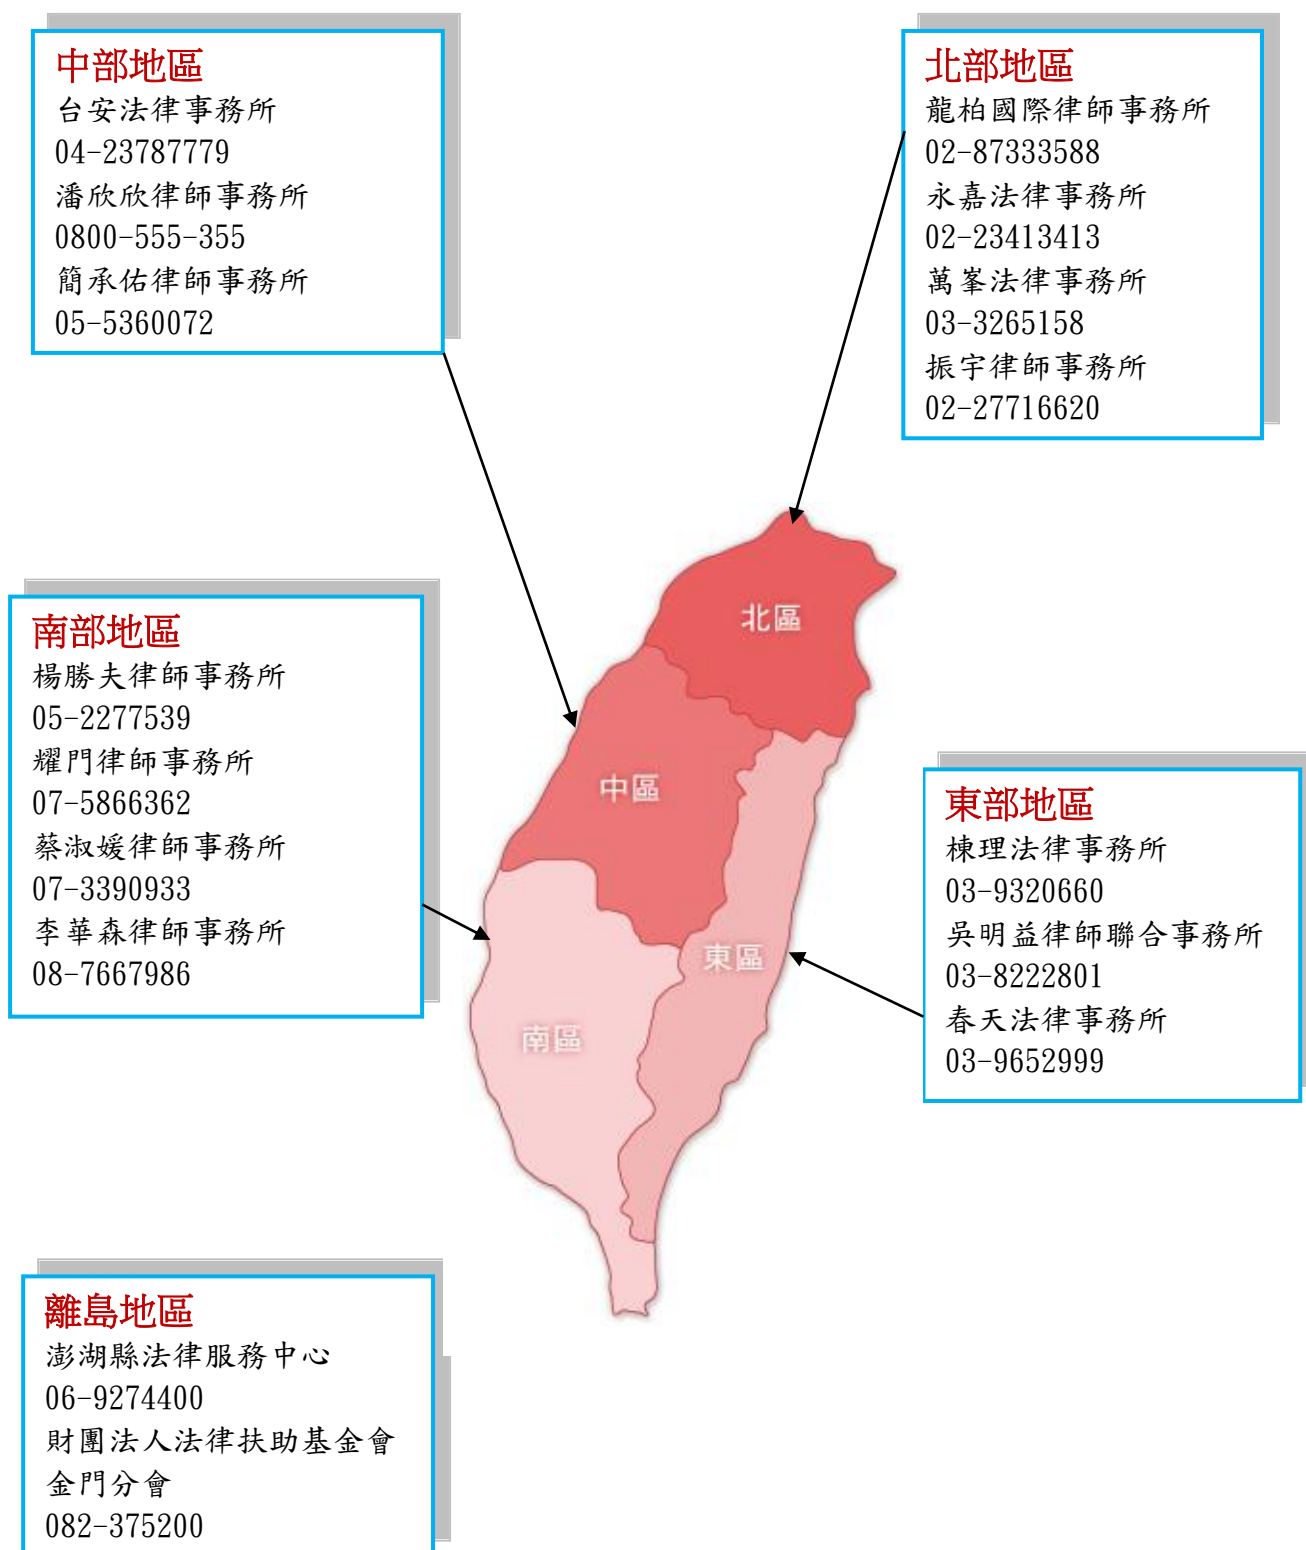 中部地區
台安法律事務所
04-23787779
潘欣欣律師事務所
0800-555-355
簡承佑律師事務所
05-5360072
北部地區
龍柏國際律師事務所
02-87333588
永嘉法律事務所
02-23413413
萬峯法律事務所
03-3265158
振宇律師事務所
02-27716620
北區
中區
東區
南區
南部地區
楊勝夫律師事務所
05-2277539
耀門律師事務所
07-5866362
蔡淑媛律師事務所
07-3390933
李華森律師事務所
08-7667986
東部地區
棟理法律事務所
03-9320660
吳明益律師聯合事務所
03-8222801
春天法律事務所
03-9652999
離島地區
澎湖縣法律服務中心
06-9274400
財團法人法律扶助基金會
金門分會
082-375200